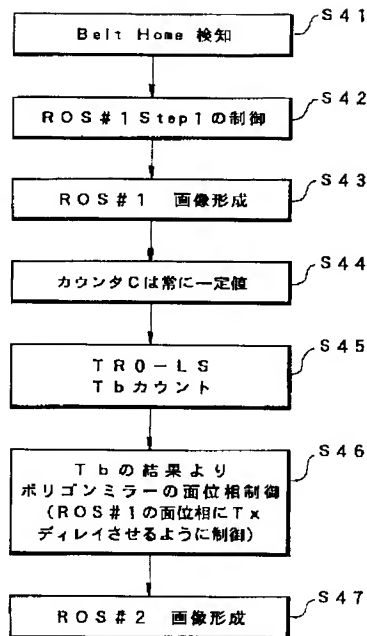 Belt Home 検知
S41
ROS#1Step1の制御
S42
ROS#1 画像形成
S43
カウンタCは常に一定値
S44
TR0-LS
Tbカウント
S45
Tbの結果より
ポリゴンミラーの面位相制御
(ROS#1の面位相にTx
ディレイさせるように制御)
S46
ROS#2 画像形成
S47